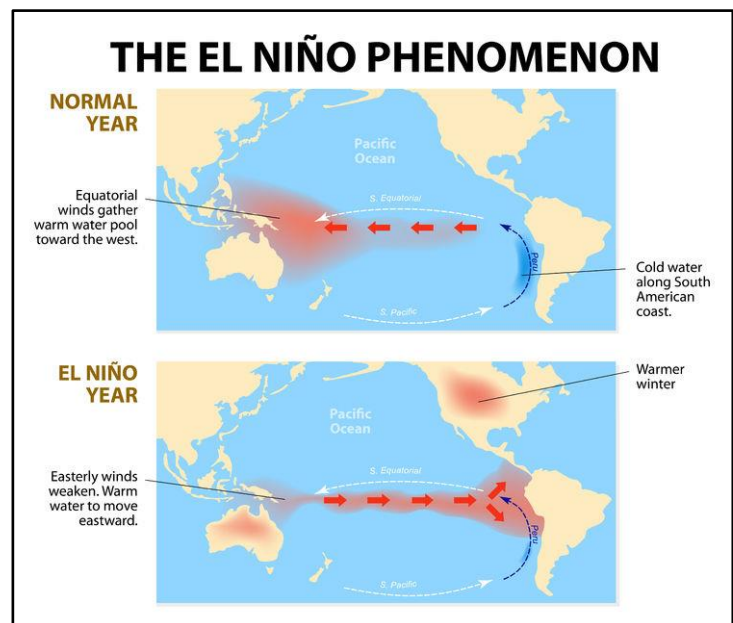 THE EL NIÑO PHENOMENON
NORMAL
YEAR
Pacific
Ocean
Equatorial
winds gather
warm water pool
toward the west.
S. Equatorial
Peru
Cold water
along South
American
coast.
S. Pacific
EL NIÑO
YEAR
Warmer
winter
Pacific
Ocean
Easterly winds
weaken. Warm
water to move
eastward.
S. Equatorial
Peru
S. Pacific